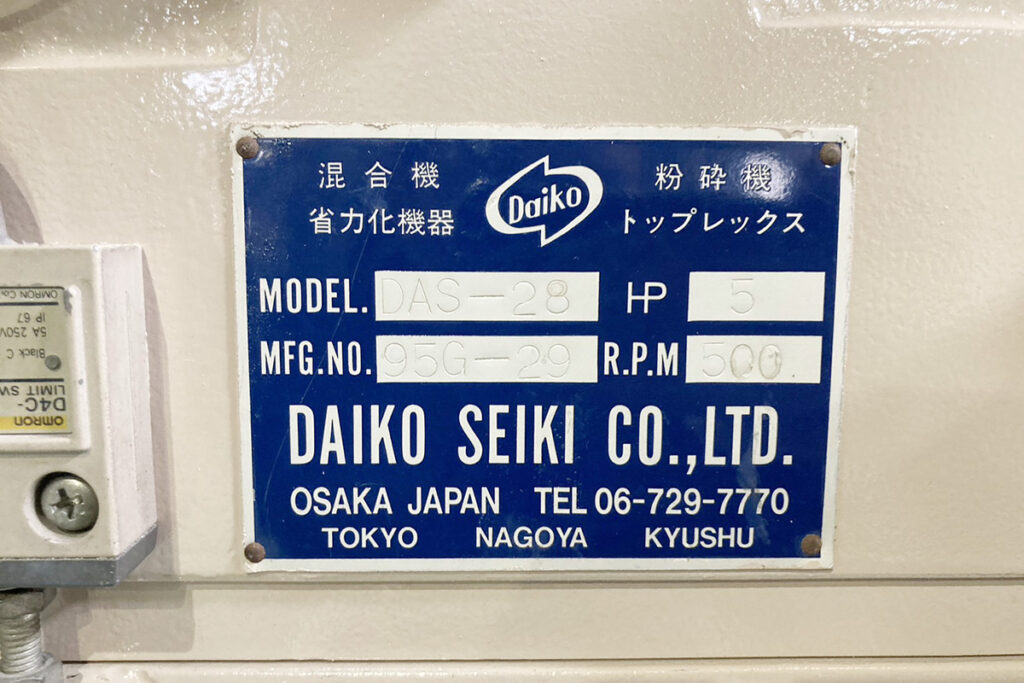 混合機 Daiko 粉砕機
省力化機器 トップレックス
MODEL. DAS-28 HP 5
MFG.NO. 95G-29 R.P.M 500
DAIKO SEIKI CO.,LTD.
OSAKA JAPAN TEL 06-729-7770
TOKYO NAGOYA KYUSHU
OMRON
D4C-
LIMIT SW
Black C
5A 250V
IP 67
OMRON Co